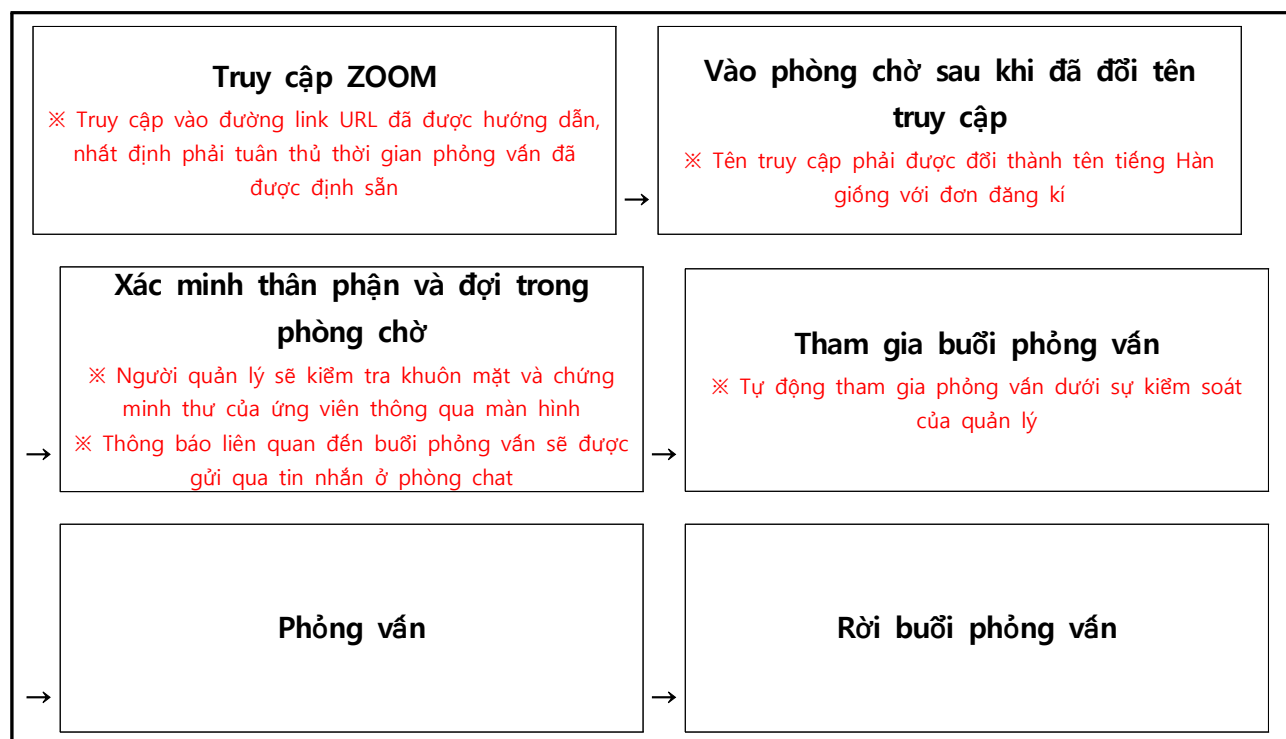 Truy cập ZOOM
※ Truy cập vào đường link URL đã được hướng dẫn,
nhất định phải tuân thủ thời gian phỏng vấn đã
được định sẵn
→
Vào phòng chờ sau khi đã đổi tên
truy cập
※ Tên truy cập phải được đổi thành tên tiếng Hàn
giống với đơn đăng kí
→
Xác minh thân phận và đợi trong
phòng chờ
※ Người quản lý sẽ kiểm tra khuôn mặt và chứng
minh thư của ứng viên thông qua màn hình
※ Thông báo liên quan đến buổi phỏng vấn sẽ được
gửi qua tin nhắn ở phòng chat
→
Tham gia buổi phỏng vấn
※ Tự động tham gia phỏng vấn dưới sự kiểm soát
của quản lý
→
Phỏng vấn
→
Rời buổi phỏng vấn